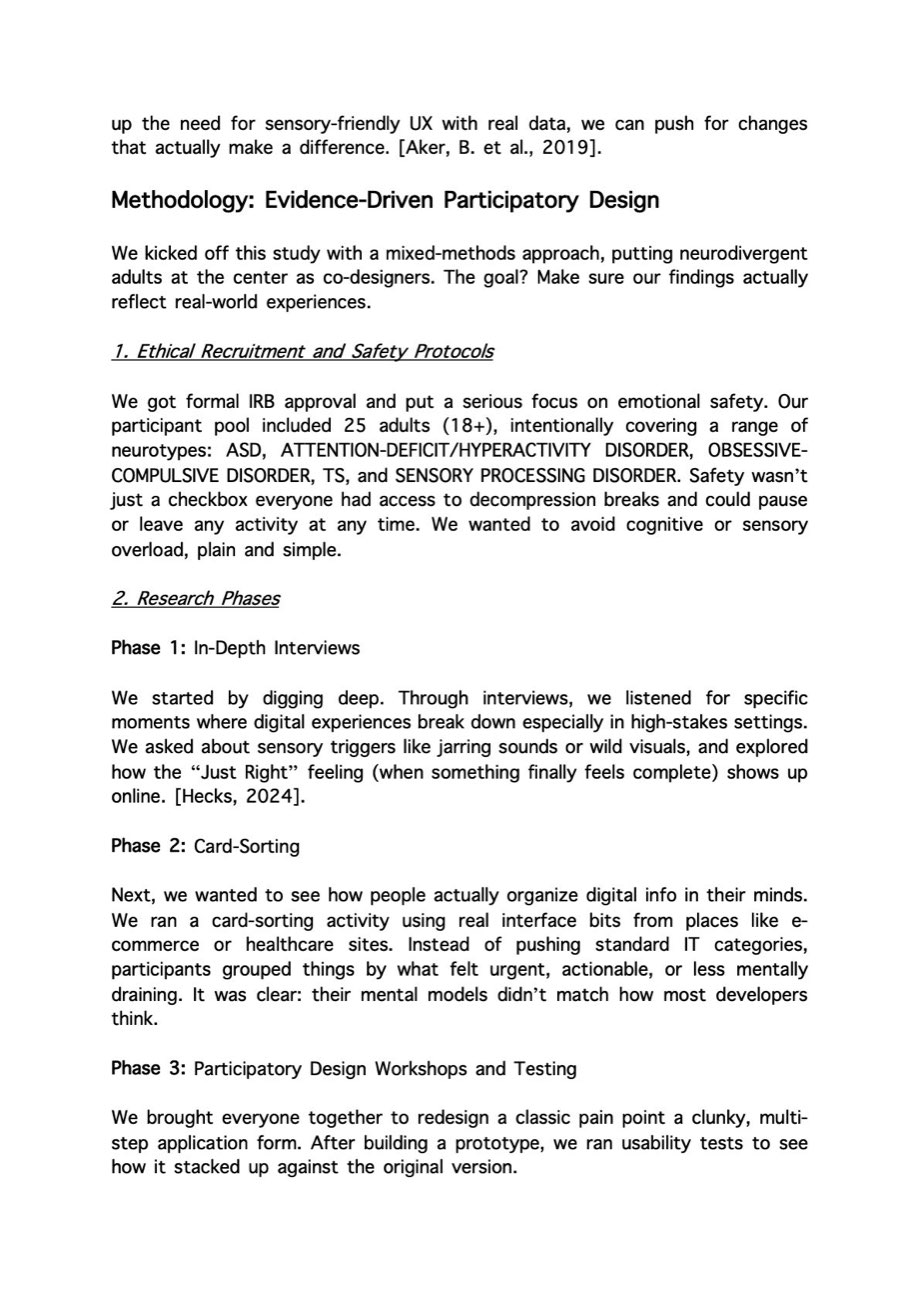 up the need for sensory-friendly UX with real data, we can push for changes
that actually make a difference. [Aker, B. et al., 2019].
Methodology: Evidence-Driven Participatory Design
We kicked off this study with a mixed-methods approach, putting neurodivergent
adults at the center as co-designers. The goal? Make sure our findings actually
reflect real-world experiences.
1. Ethical Recruitment and Safety Protocols
We got formal IRB approval and put a serious focus on emotional safety. Our
participant pool included 25 adults (18+), intentionally covering a range of
neurotypes: ASD, ATTENTION-DEFICIT/HYPERACTIVITY DISORDER, OBSESSIVE-
COMPULSIVE DISORDER, TS, and SENSORY PROCESSING DISORDER. Safety wasn’t
just a checkbox everyone had access to decompression breaks and could pause
or leave any activity at any time. We wanted to avoid cognitive or sensory
overload, plain and simple.
2. Research Phases
Phase 1: In-Depth Interviews
We started by digging deep. Through interviews, we listened for specific
moments where digital experiences break down especially in high-stakes settings.
We asked about sensory triggers like jarring sounds or wild visuals, and explored
how the “Just Right” feeling (when something finally feels complete) shows up
online. [Hecks, 2024].
Phase 2: Card-Sorting
Next, we wanted to see how people actually organize digital info in their minds.
We ran a card-sorting activity using real interface bits from places like e-
commerce or healthcare sites. Instead of pushing standard IT categories,
participants grouped things by what felt urgent, actionable, or less mentally
draining. It was clear: their mental models didn’t match how most developers
think.
Phase 3: Participatory Design Workshops and Testing
We brought everyone together to redesign a classic pain point a clunky, multi-
step application form. After building a prototype, we ran usability tests to see
how it stacked up against the original version.